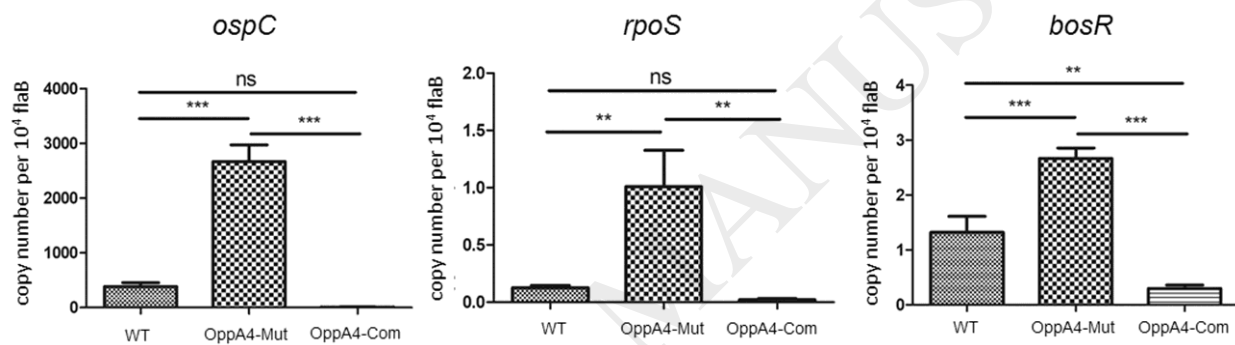 ospC
ns
***
***
4000
3000
2000
1000
0
copy number per 10⁴ flaB
WT
OppA4-Mut
OppA4-Com
rpoS
ns
**
**
2.0
1.5
1.0
0.5
0.0
copy number per 10⁴ flaB
WT
OppA4-Mut
OppA4-Com
bosR
**
***
***
4
3
2
1
0
copy number per 10⁴ flaB
WT
OppA4-Mut
OppA4-Com
MANUS